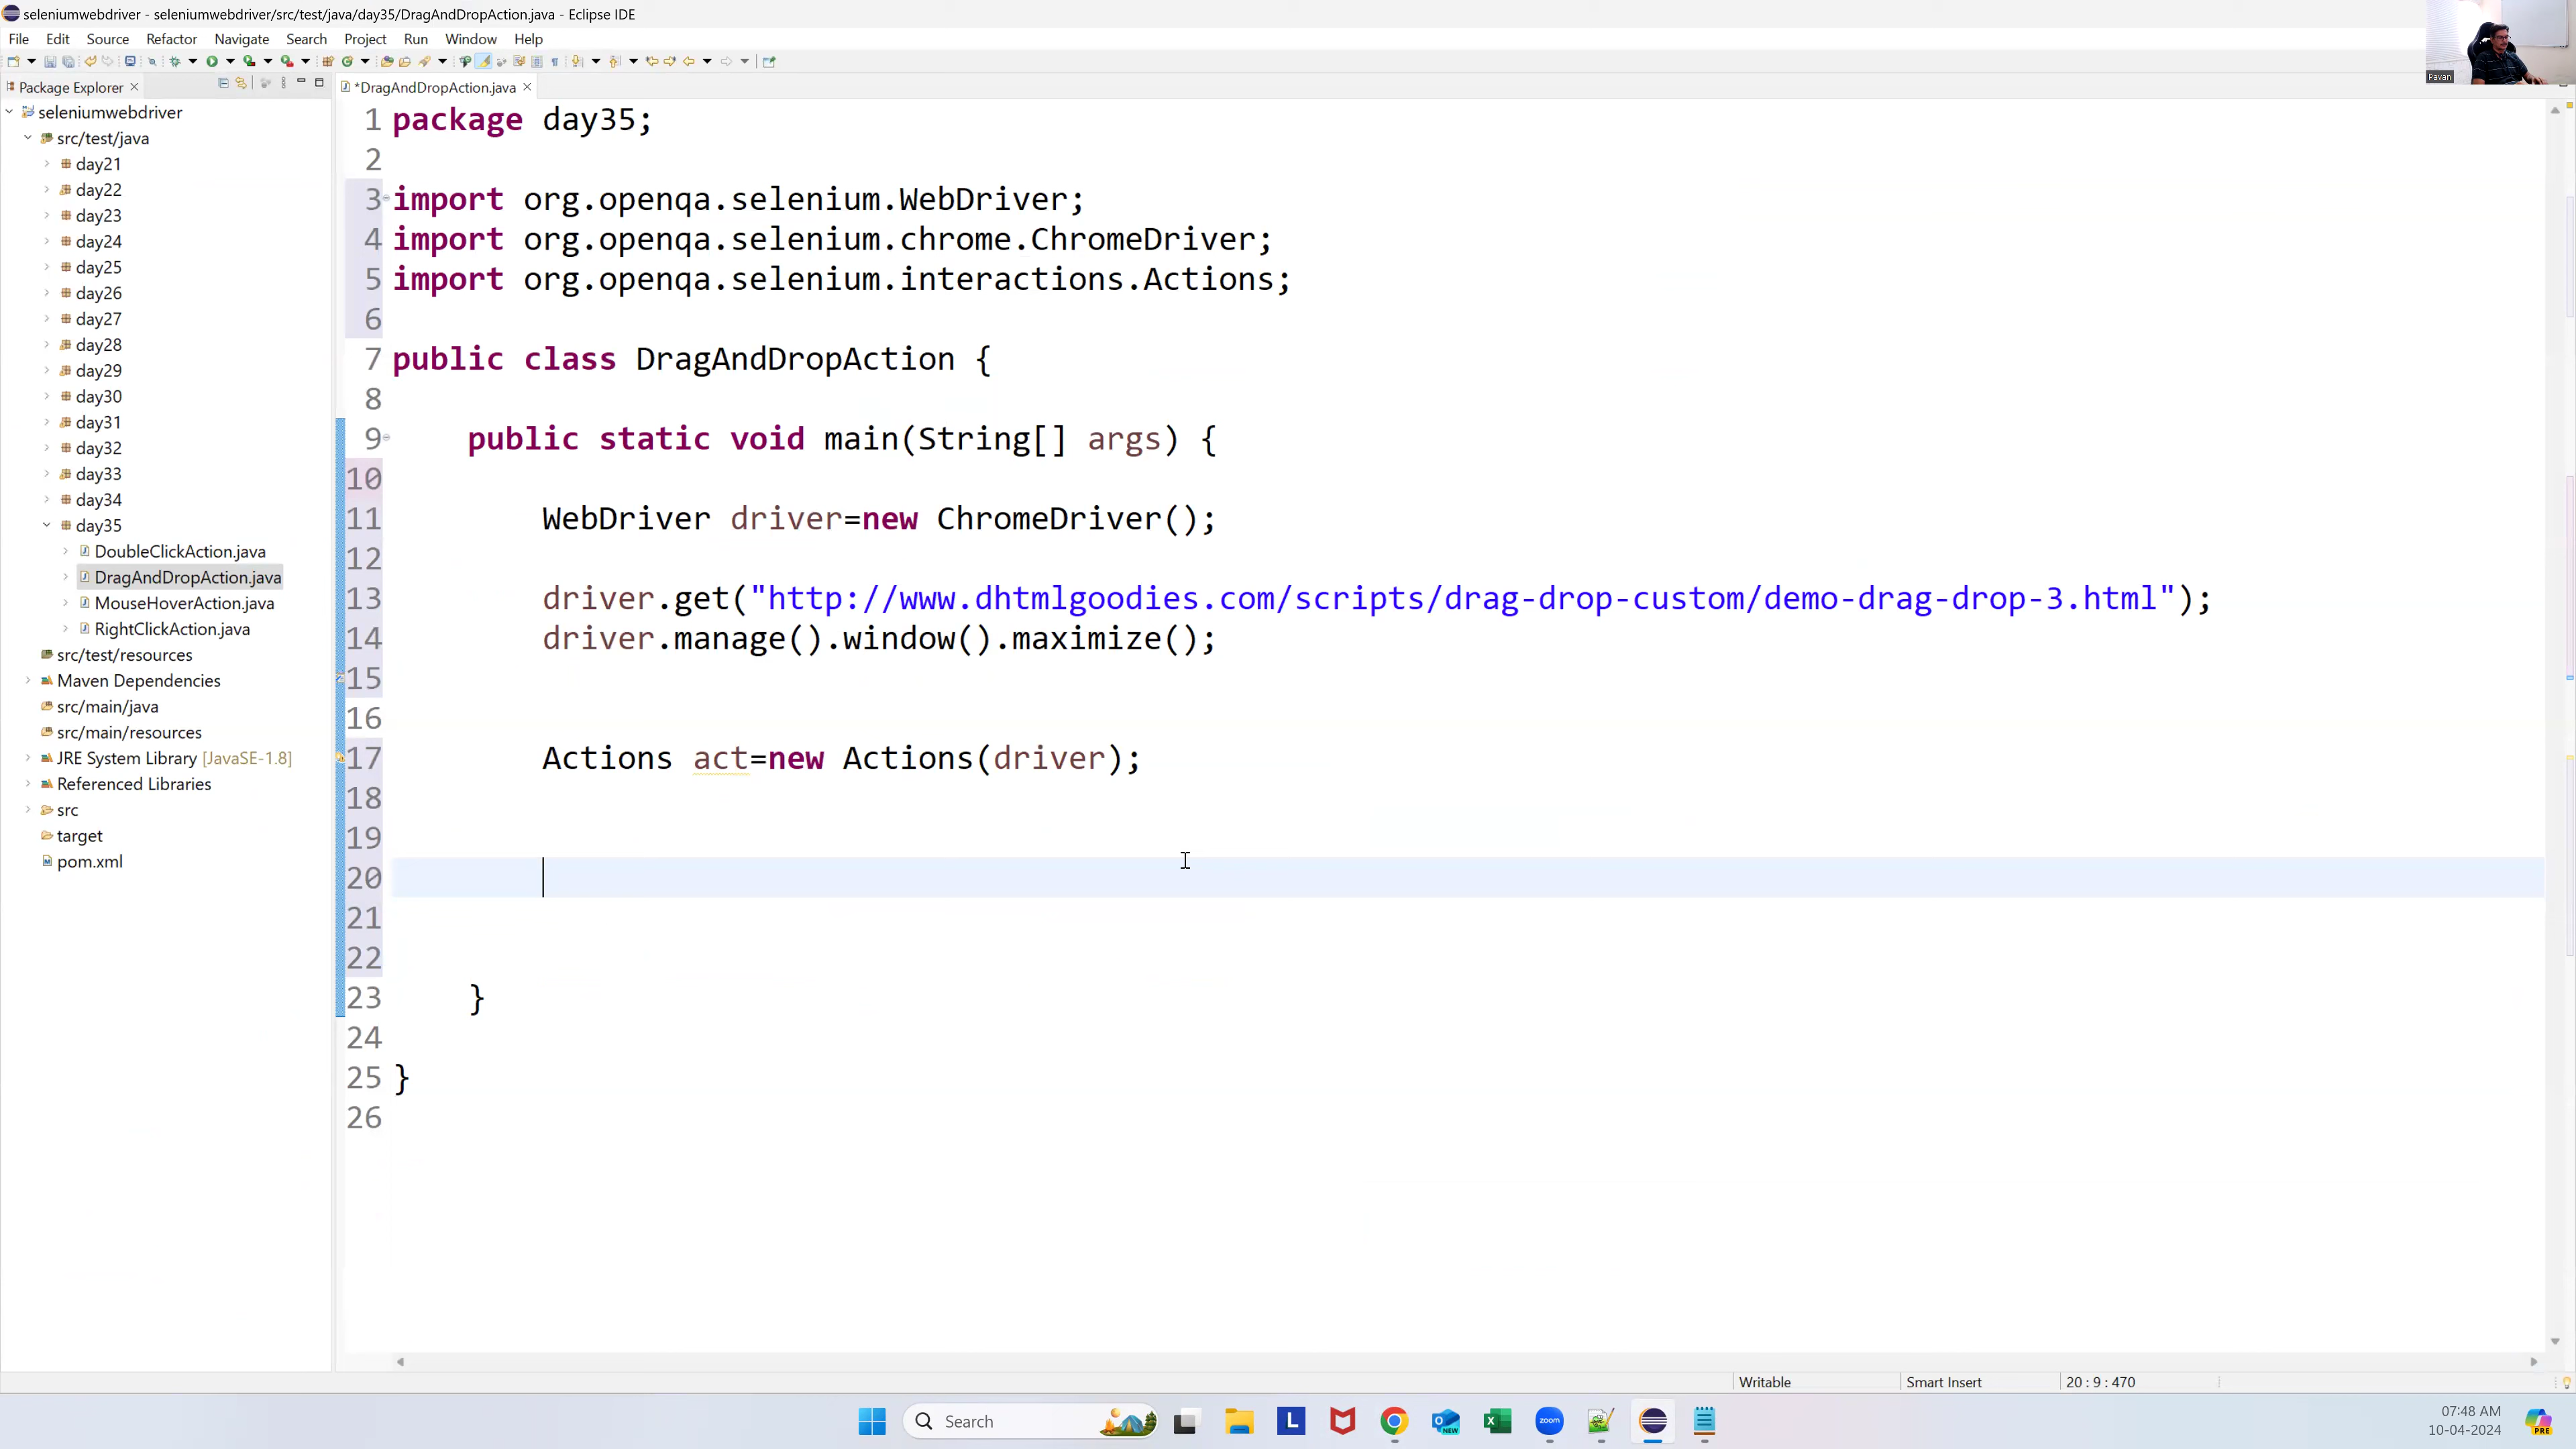 seleniumwebdriver - seleniumwebdriver/src/test/java/day35/DragAndDropAction.java - Eclipse IDE
File Edit Source Refactor Navigate Search Project Run Window Help
Package Explorer
seleniumwebdriver
src/test/java
day21
day22
day23
day24
day25
day26
day27
day28
day29
day30
day31
day32
day33
day34
day35
DoubleClickAction.java
DragAndDropAction.java
MouseHoverAction.java
RightClickAction.java
src/test/resources
Maven Dependencies
src/main/java
src/main/resources
JRE System Library [JavaSE-1.8]
Referenced Libraries
src
target
pom.xml
*DragAndDropAction.java
1 package day35;
2
3 import org.openqa.selenium.WebDriver;
4 import org.openqa.selenium.chrome.ChromeDriver;
5 import org.openqa.selenium.interactions.Actions;
6
7 public class DragAndDropAction {
8
9 public static void main(String[] args) {
10
11 WebDriver driver=new ChromeDriver();
12
13 driver.get("http://www.dhtmlgoodies.com/scripts/drag-drop-custom/demo-drag-drop-3.html");
14 driver.manage().window().maximize();
15
16
17 Actions act=new Actions(driver);
18
19
20
21
22
23 }
24
25 }
26
Pavan
Writable Smart Insert 20 : 9 : 470
Search
L
NEW
zoom
07:48 AM
10-04-2024
PRE